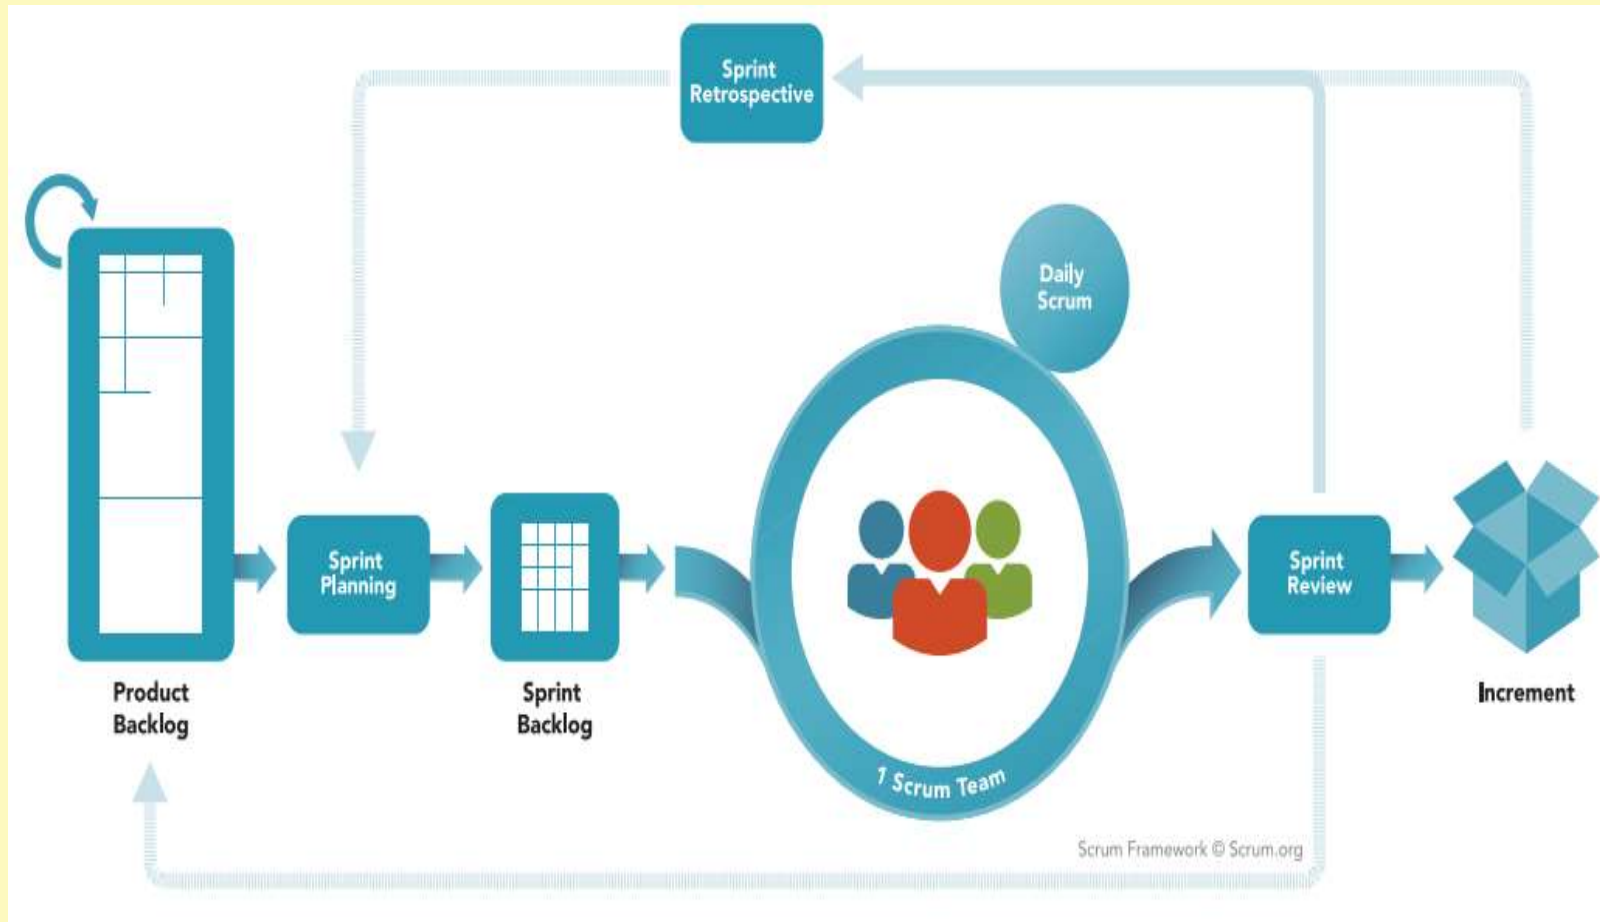 Sprint
Retrospective
Daily
Scrum
Sprint
Planning
Sprint
Review
Product
Backlog
Sprint
Backlog
Increment
1 Scrum Team
Scrum Framework © Scrum.org